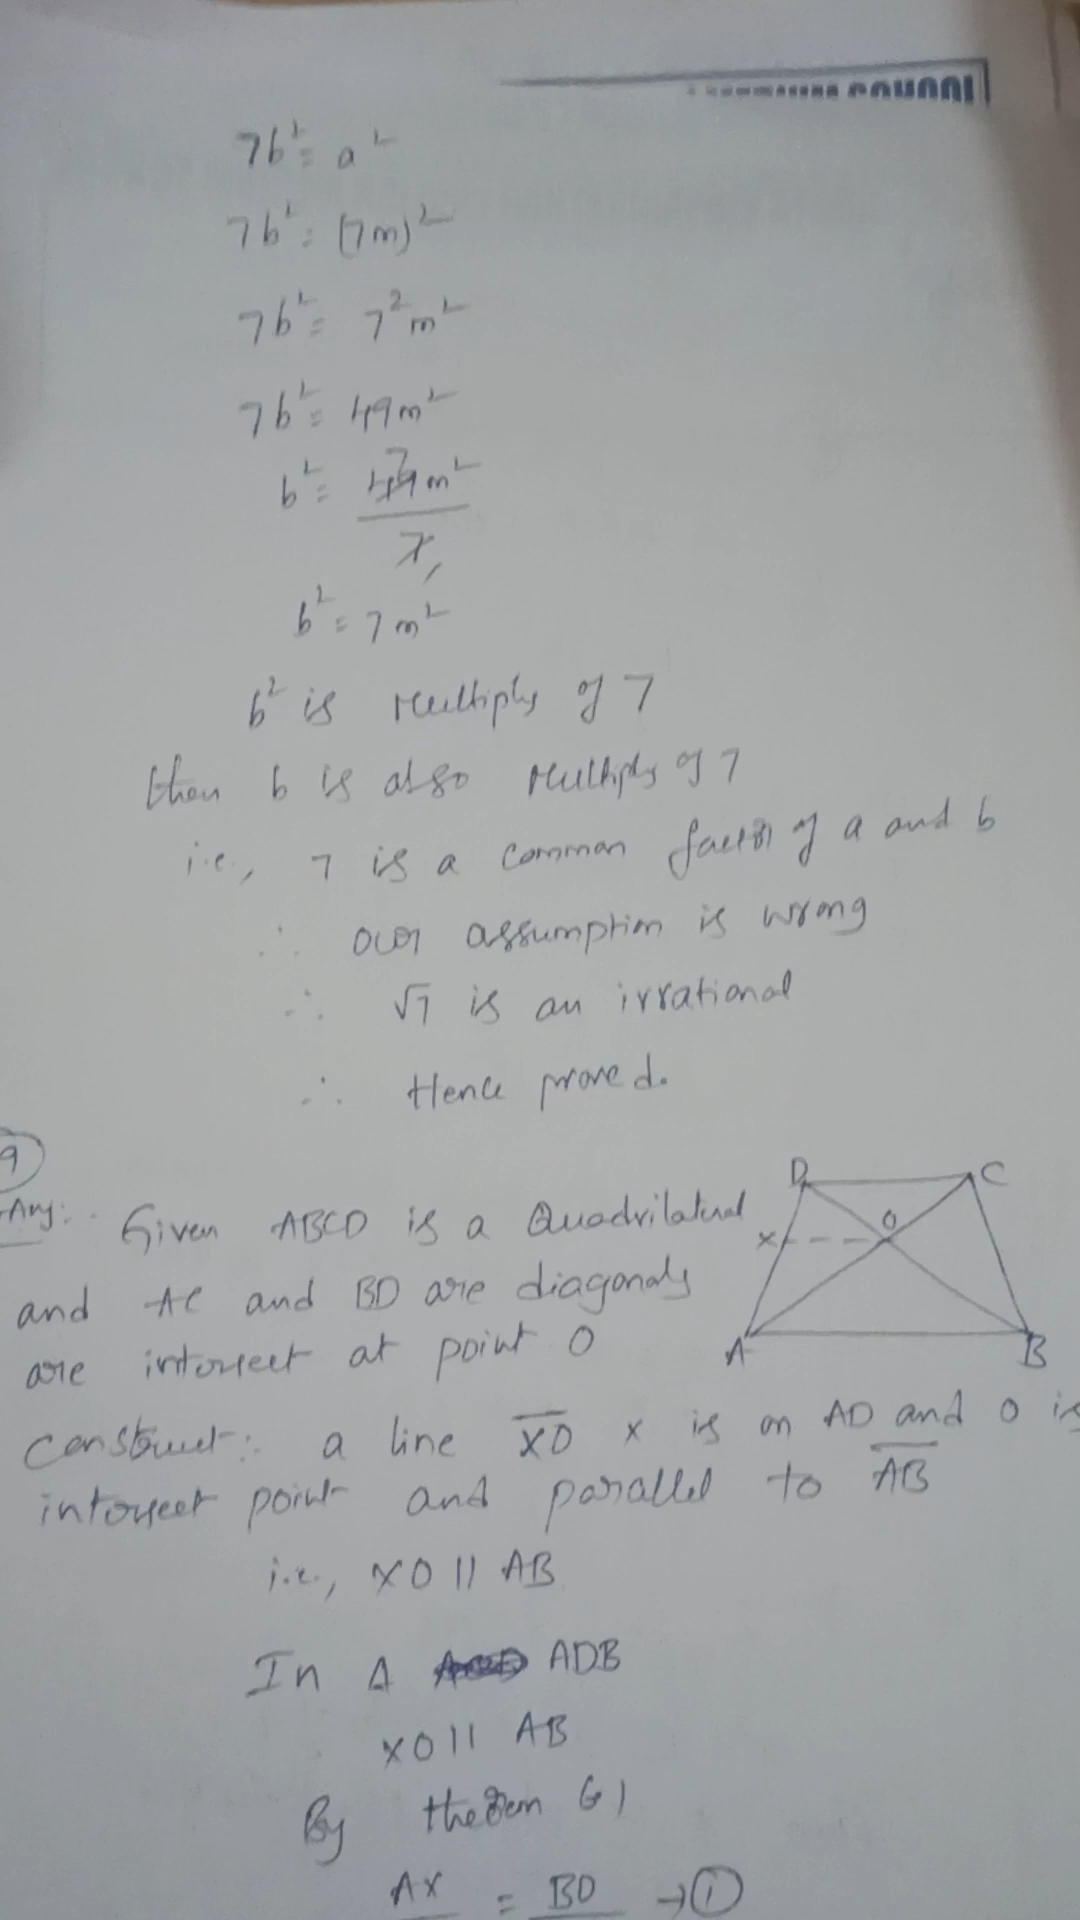 7b² = a²
7b² = (7m)²
7b² = 7²m²
7b² = 49m²
7
b² = 49m²
7,
b² = 7m²
b² is Multiply of 7
then b is also Multiply of 7
i.e., 7 is a common factor of a and b
∴ our assumption is wrong
∴ √7 is an irrational
∴ Hence proved.
9
Ans:. Given ABCD is a Quadrilateral
and AC and BD are diagonals
are intersect at point O
D C
X O
A B
construct:. a line XO x is on AD and O is
intersect point and parallel to AB
i.e., XO || AB
In Δ ADB
XO || AB
By theorem 6.1
AX = BO → ①